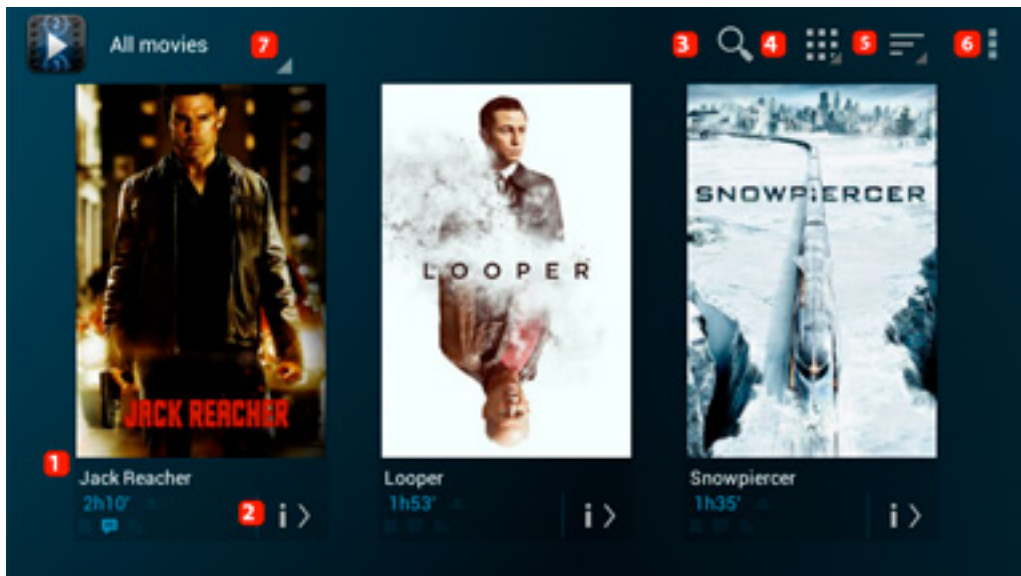 All movies
7
3
4
5
6
JACK REACHER
LOOPER
SNOWPIERCER
1
Jack Reacher
Looper
Snowpiercer
2h10'
1h53'
1h35'
2
i >
i >
i >